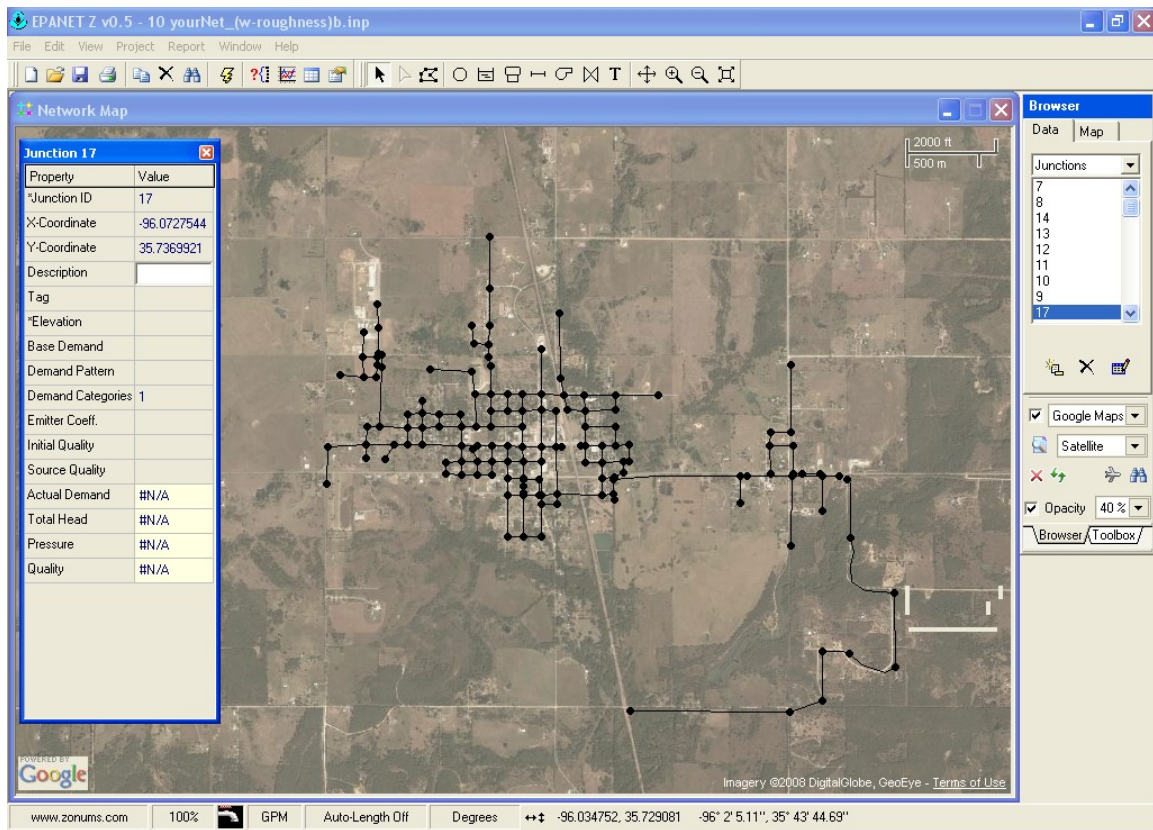 EPANET Z v0.5 - 10 yourNet_(w-roughness)b.inp
File Edit View Project Report Window Help
T
Network Map
2000 ft
500 m
Junction 17
Property Value
*Junction ID 17
X-Coordinate -96.0727544
Y-Coordinate 35.7369921
Description
Tag
*Elevation
Base Demand
Demand Pattern
Demand Categories 1
Emitter Coeff.
Initial Quality
Source Quality
Actual Demand #N/A
Total Head #N/A
Pressure #N/A
Quality #N/A
POWERED BY
Google
Imagery ©2008 DigitalGlobe, GeoEye - Terms of Use
Browser
Data Map
Junctions
7
8
14
13
12
11
10
9
17
Google Maps
Satellite
Opacity 40 %
Browser Toolbox
www.zonums.com 100% GPM Auto-Length Off Degrees -96.034752, 35.729081 -96° 2' 5.11", 35° 43' 44.69"